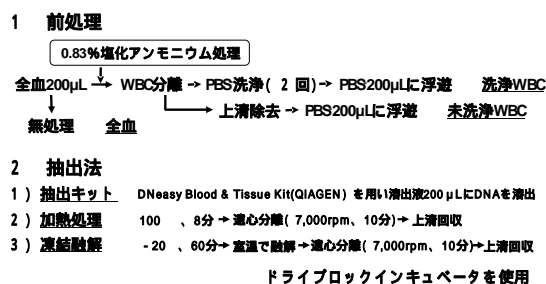 1 前処理
0.83%塩化アンモニウム処理
全血200μL → WBC分離 → PBS洗浄( 2 回) → PBS200μLに浮遊 洗浄WBC
上清除去 → PBS200μLに浮遊 未洗浄WBC
無処理 全血
2 抽出法
1 ) 抽出キット DNeasy Blood & Tissue Kit(QIAGEN) を用い溶出液200 μLにDNAを溶出
2 ) 加熱処理 100 、8分 → 遠心分離( 7,000rpm、10分) → 上清回収
3 ) 凍結融解 -20 、60分 → 室温で融解 → 遠心分離( 7,000rpm、10分) → 上清回収
ドライブロックインキュベータを使用